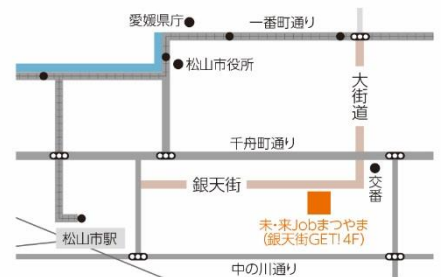 愛媛県庁
一番町通り
松山市役所
大街道
千舟町通り
銀天街
交番
未・来Jobまつやま
(銀天街GET! 4F)
松山市駅
中の川通り